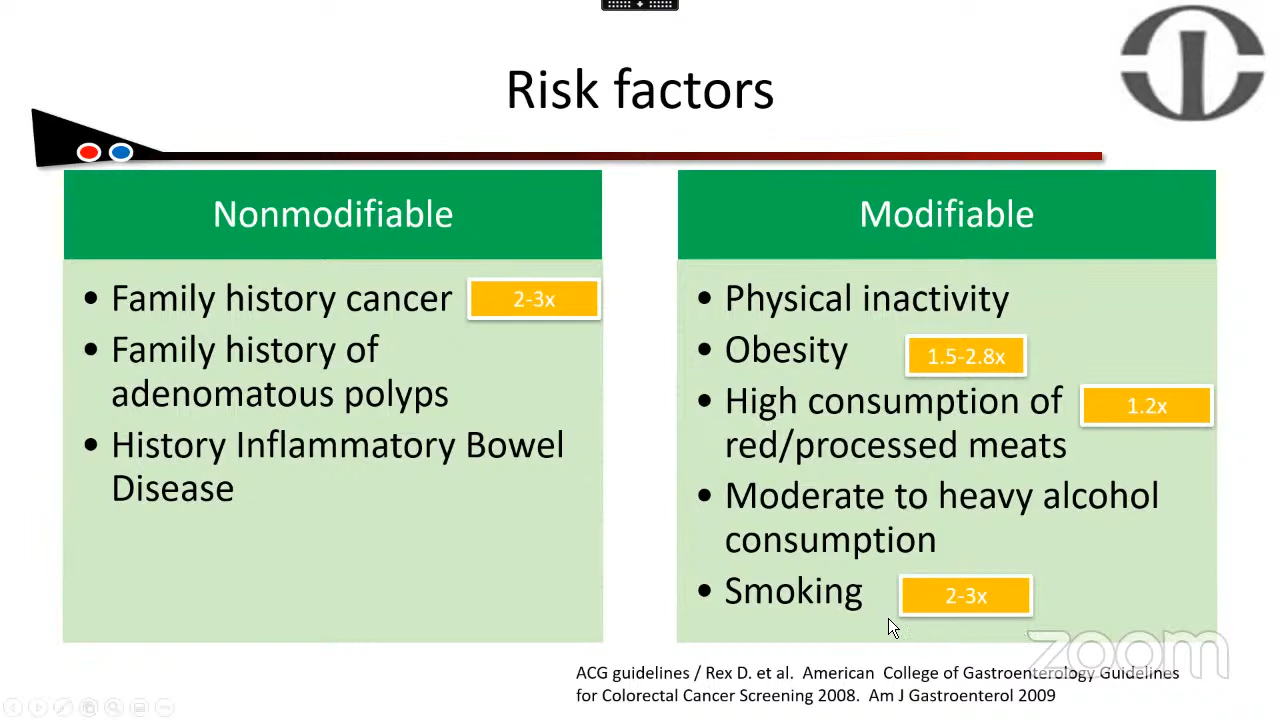 Risk factors
Nonmodifiable
• Family history cancer 2-3x
• Family history of
adenomatous polyps
• History Inflammatory Bowel
Disease
Modifiable
• Physical inactivity
• Obesity 1.5-2.8x
• High consumption of 1.2x
red/processed meats
• Moderate to heavy alcohol
consumption
• Smoking 2-3x
zoom
ACG guidelines / Rex D. et al. American College of Gastroenterology Guidelines
for Colorectal Cancer Screening 2008. Am J Gastroenterol 2009